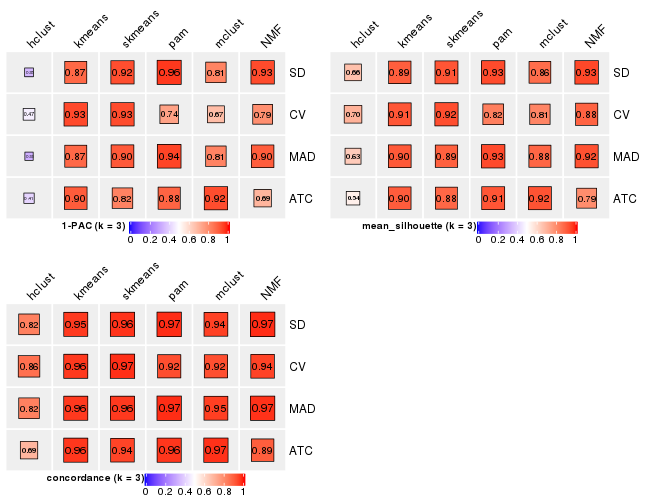 hclust kmeans skmeans pam mclust NMF
0.87 0.92 0.96 0.81 0.93 SD
0.47 0.93 0.93 0.74 0.67 0.79 CV
0.87 0.90 0.94 0.81 0.90 MAD
0.41 0.90 0.82 0.88 0.92 0.69 ATC
1-PAC (k = 3)
0 0.2 0.4 0.6 0.8 1
hclust kmeans skmeans pam mclust NMF
0.66 0.89 0.91 0.93 0.86 0.93 SD
0.70 0.91 0.92 0.82 0.81 0.88 CV
0.63 0.90 0.89 0.93 0.88 0.92 MAD
0.54 0.90 0.88 0.91 0.92 0.79 ATC
mean_silhouette (k = 3)
0 0.2 0.4 0.6 0.8 1
hclust kmeans skmeans pam mclust NMF
0.82 0.95 0.96 0.97 0.94 0.97 SD
0.86 0.96 0.97 0.92 0.92 0.94 CV
0.82 0.96 0.96 0.97 0.95 0.97 MAD
0.69 0.96 0.94 0.96 0.97 0.89 ATC
concordance (k = 3)
0 0.2 0.4 0.6 0.8 1